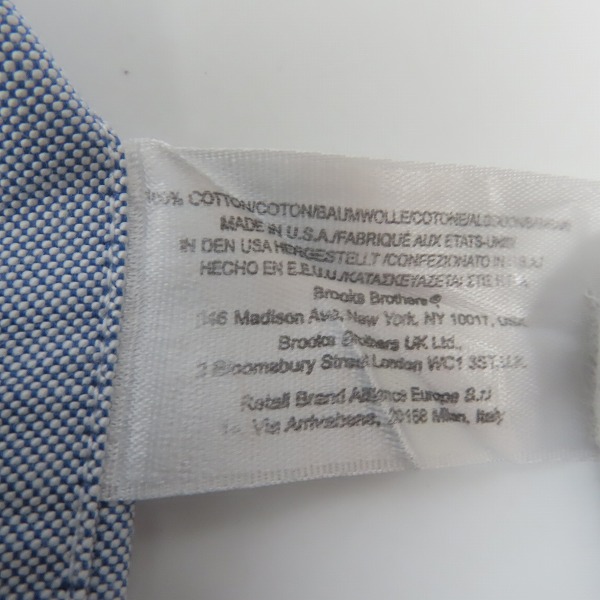 100% COTTON/COTON/BAUMWOLLE/COTONE/
MADE IN U.S.A./FABRIQUÉ AUX ETATS-UNIS
IN DEN USA HERGESTELLT/CONFEZIONATO IN
HECHO EN E.E.U.U./ΚΑΤΑΣΚΕΥΑΖΕΤΑΙ ΣΤΙΣ Η.Π.Α
Brooks Brothers®
346 Madison Ave, New York, NY 10017, USA
Brooks Brothers UK Ltd.,
Bloomsbury Street London WC1 3ST, U.K.
Retail Brand Alliance Europe S.r.l
Via Arrivabene, 20158 Milan, Italy